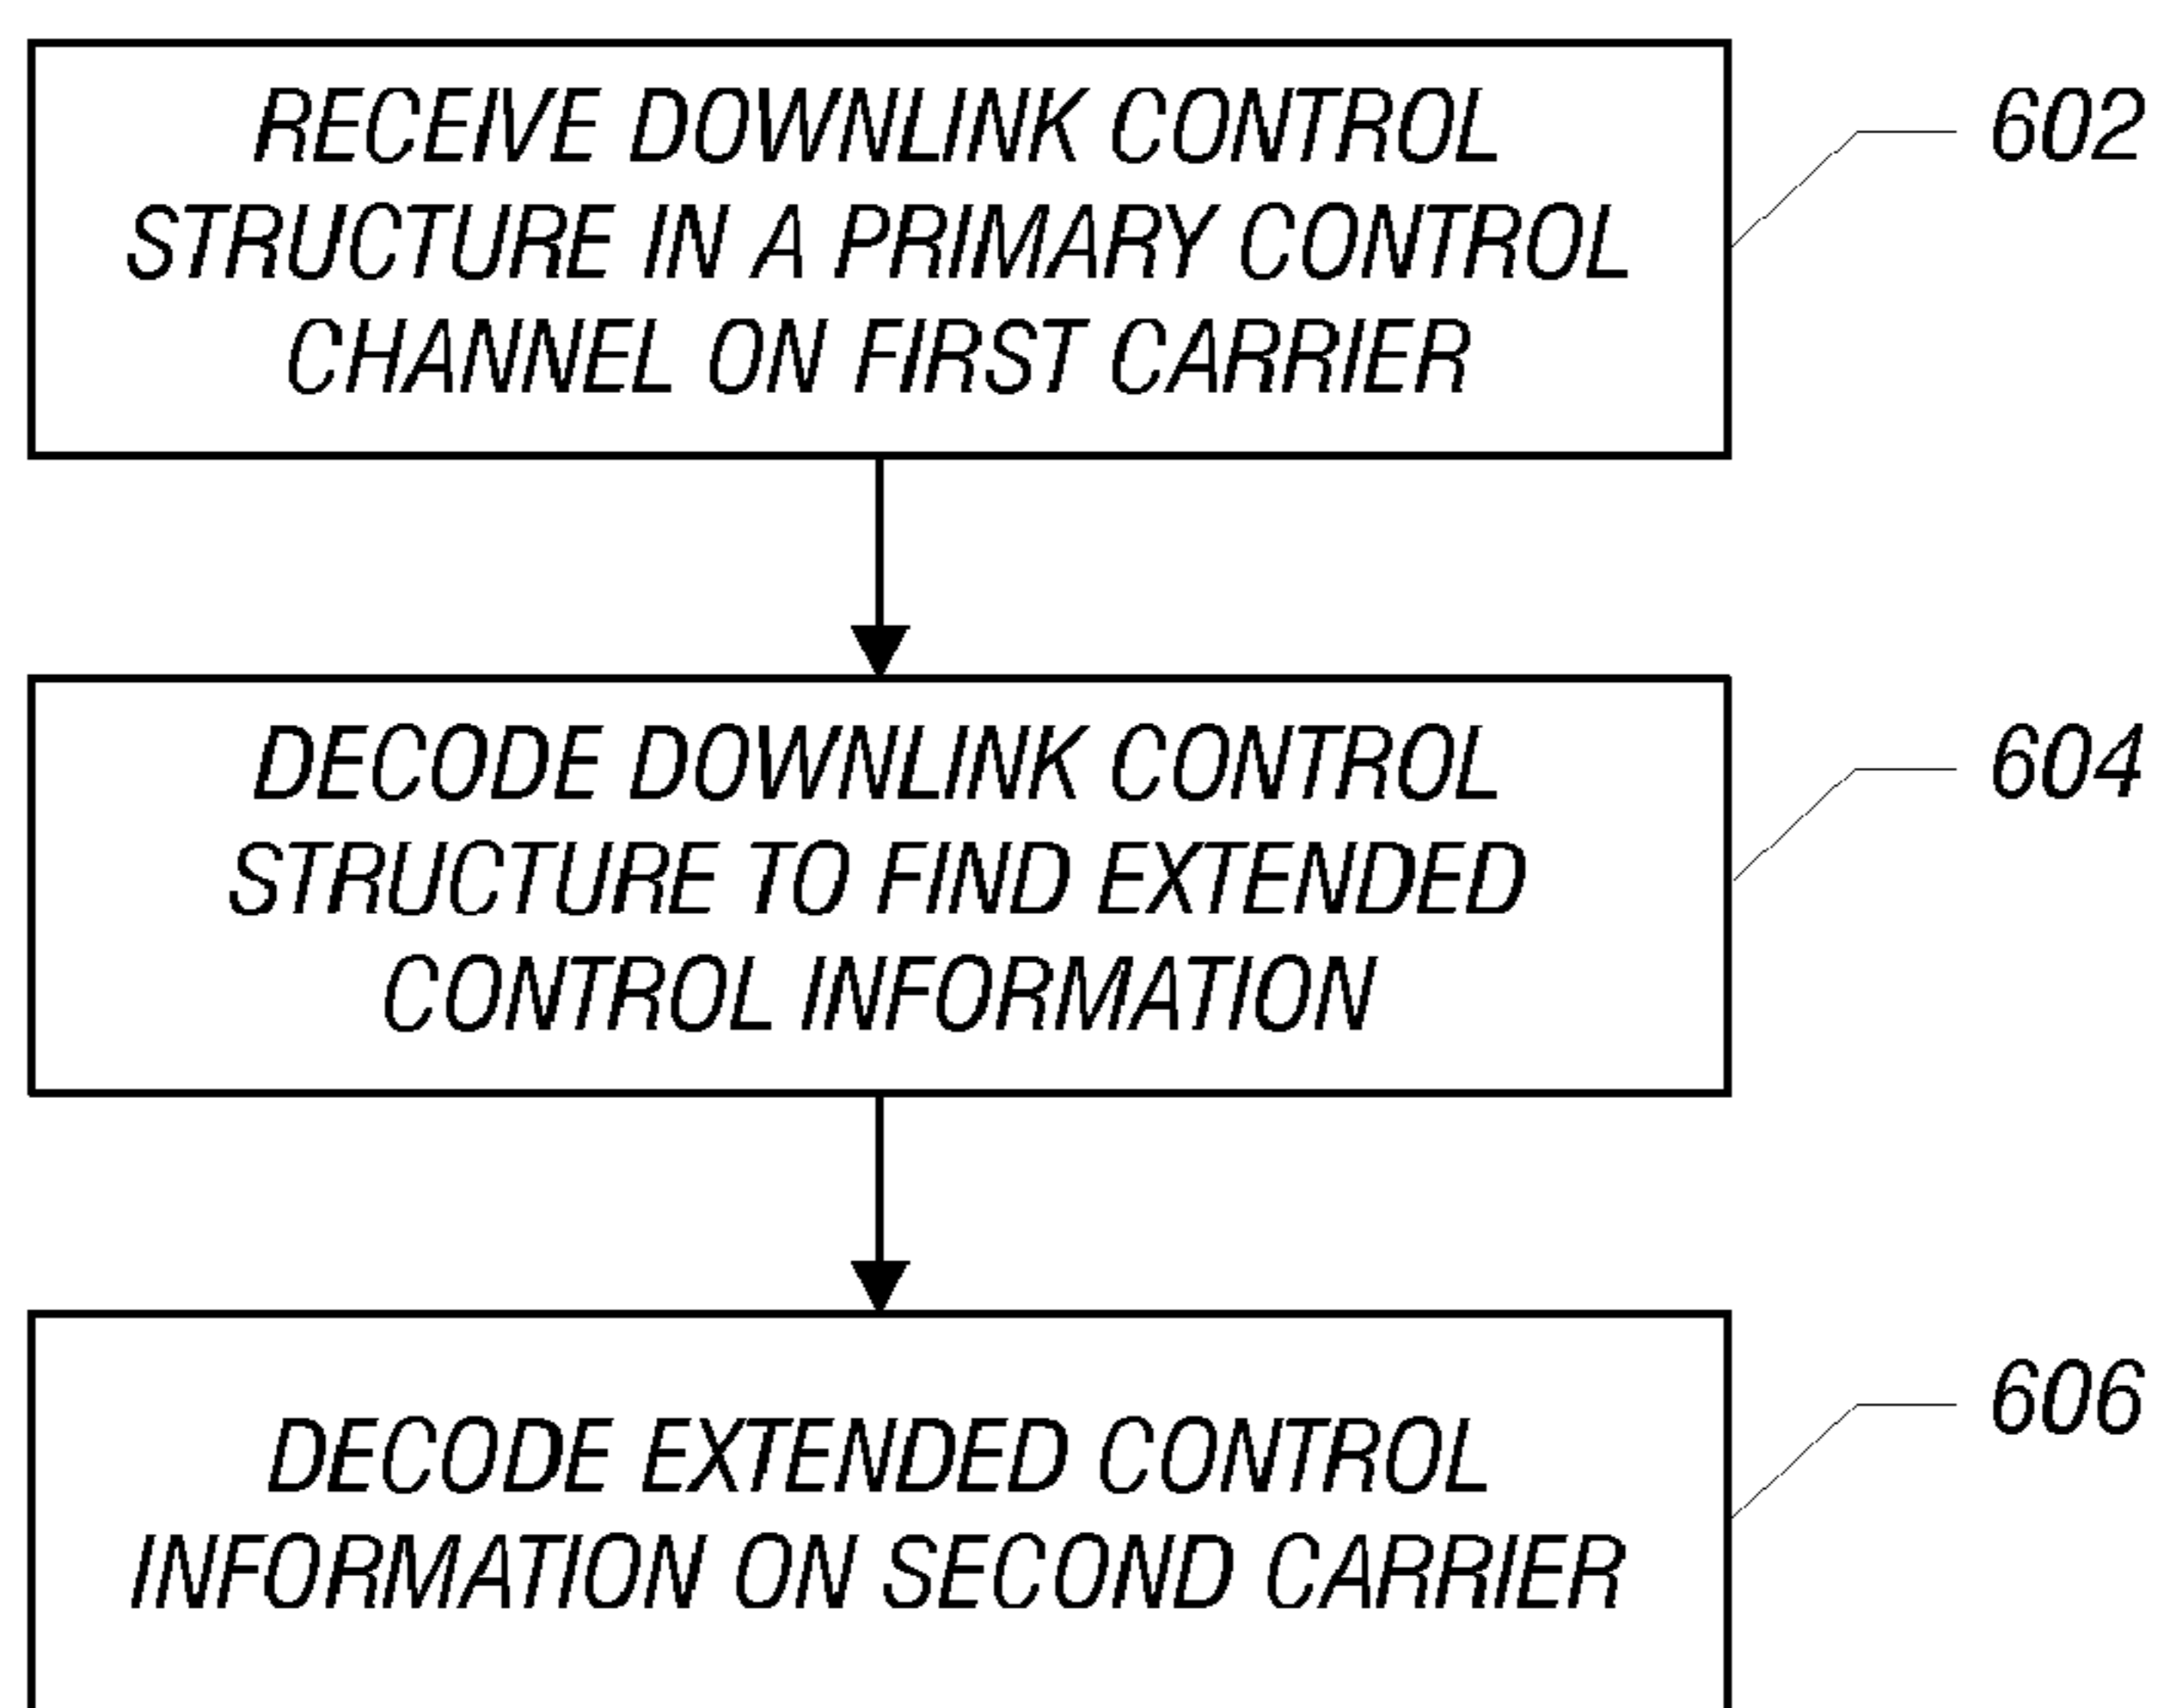 RECEIVE DOWNLINK CONTROL
STRUCTURE IN A PRIMARY CONTROL
CHANNEL ON FIRST CARRIER
602
DECODE DOWNLINK CONTROL
STRUCTURE TO FIND EXTENDED
CONTROL INFORMATION
604
DECODE EXTENDED CONTROL
INFORMATION ON SECOND CARRIER
606